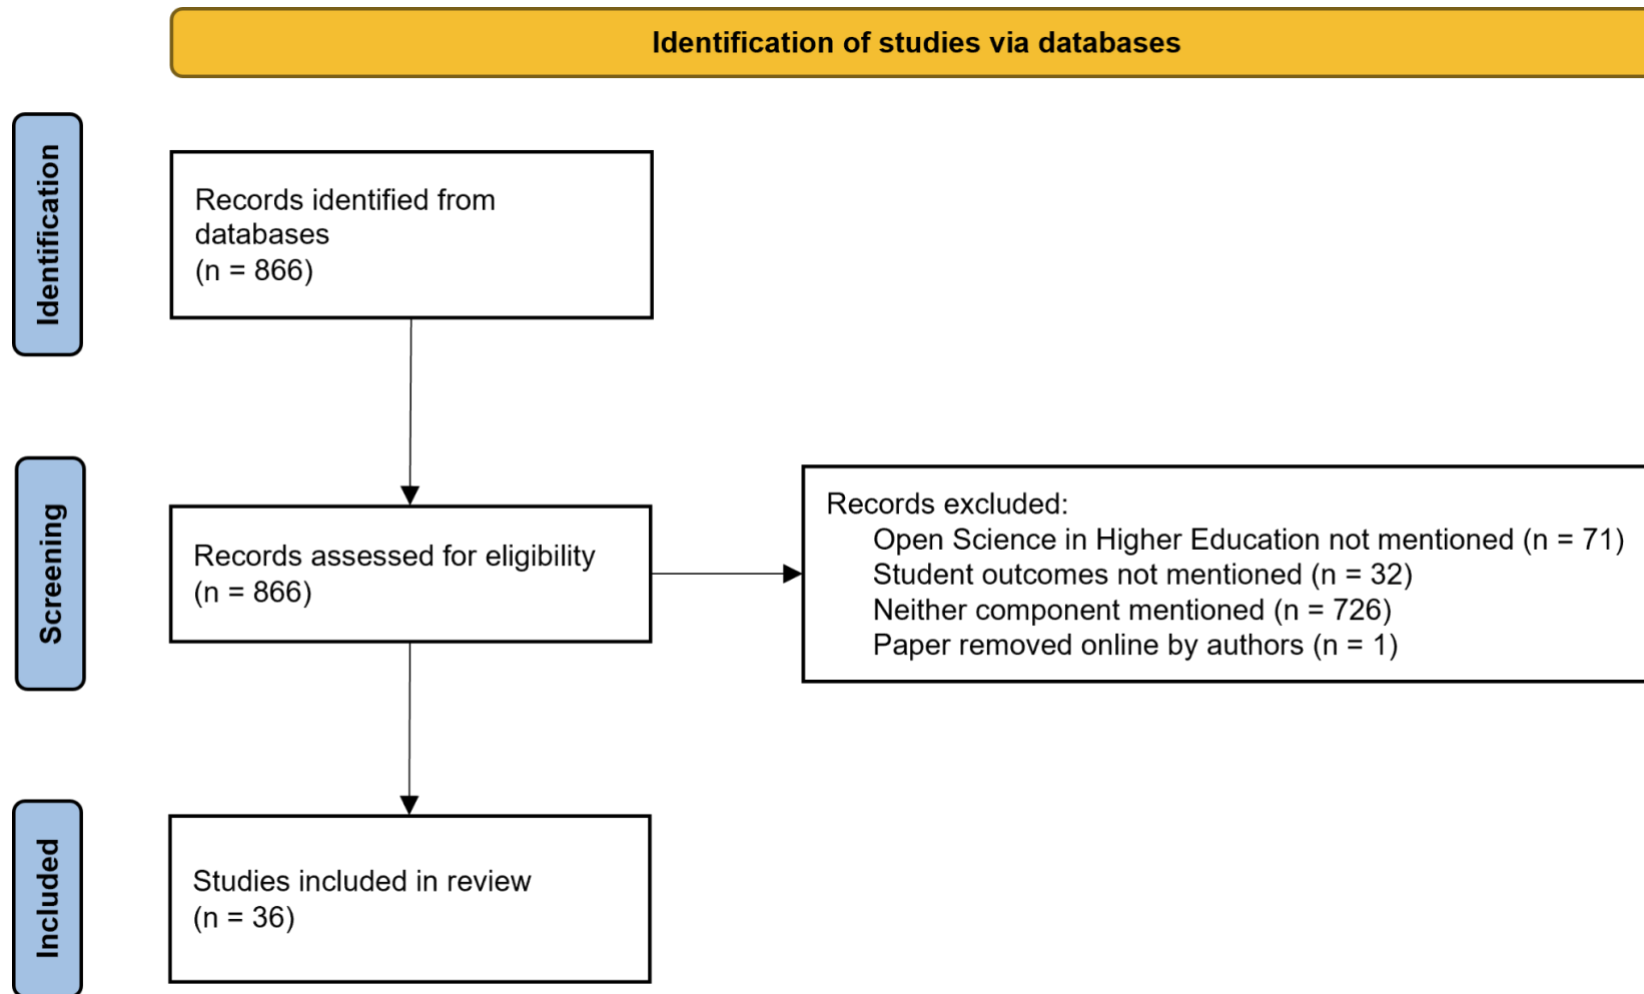 Identification of studies via databases
Identification
Records identified from
databases
(n = 866)
Screening
Records assessed for eligibility
(n = 866)
Records excluded:
Open Science in Higher Education not mentioned (n = 71)
Student outcomes not mentioned (n = 32)
Neither component mentioned (n = 726)
Paper removed online by authors (n = 1)
Included
Studies included in review
(n = 36)